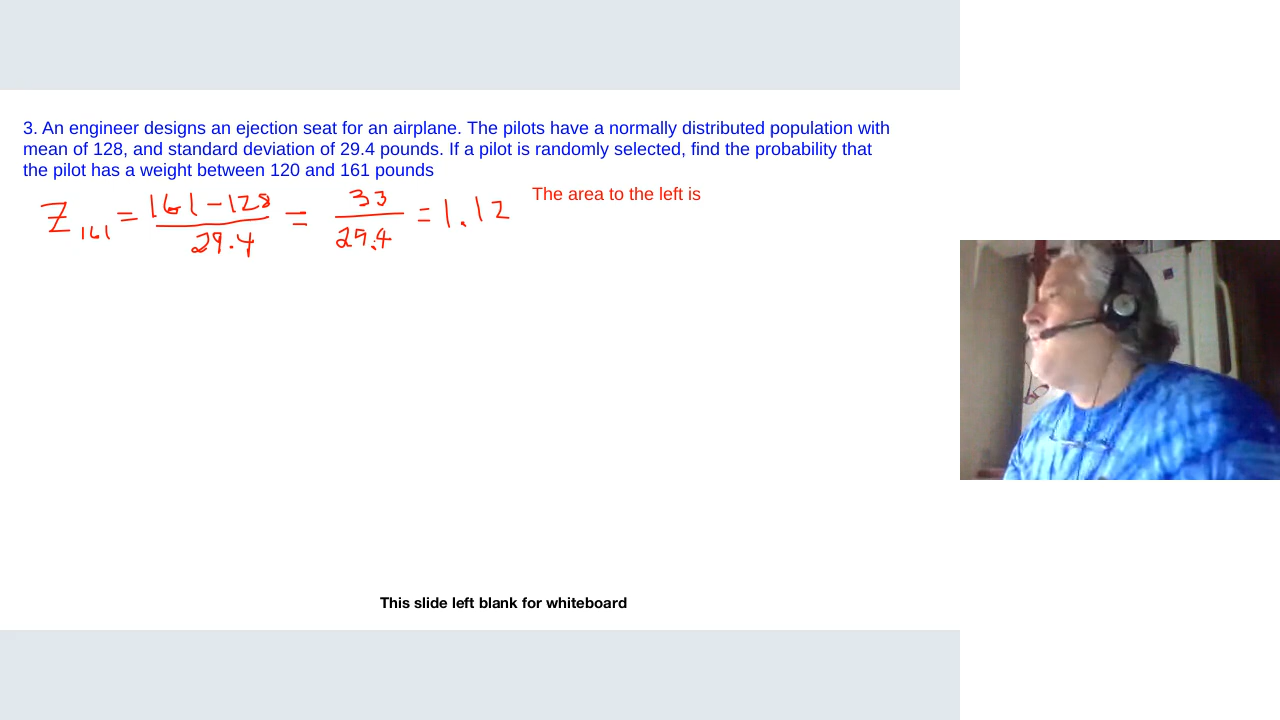 3. An engineer designs an ejection seat for an airplane. The pilots have a normally distributed population with
mean of 128, and standard deviation of 29.4 pounds. If a pilot is randomly selected, find the probability that
the pilot has a weight between 120 and 161 pounds
Z161 = (161-128)/29.4 = 33/29.4 = 1.12
The area to the left is
This slide left blank for whiteboard